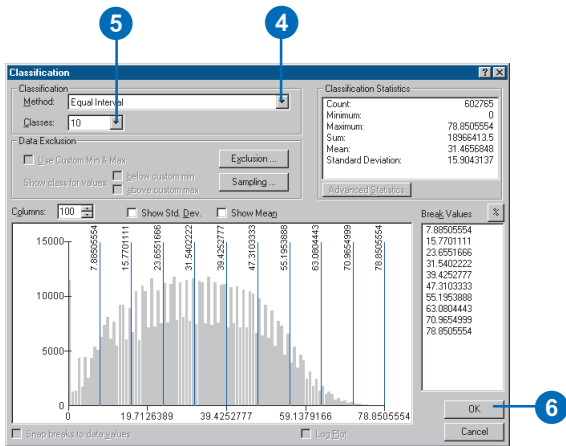 5
4
Classification
Classification
Method: Equal Interval
Classes: 10
Data Exclusion
Use Custom Min & Max
Exclusion ...
Show class for values:
below custom min
above custom max
Sampling ...
Classification Statistics
Count: 602765
Minimum: 0
Maximum: 78.8505554
Sum: 18966413.5
Mean: 31.4656848
Standard Deviation: 15.9043137
Advanced Statistics
Columns: 100
Show Std. Dev.
Show Mean
Break Values
%
7.88505554
15.7701111
23.6551666
31.5402222
39.4252777
47.3103333
55.1953888
63.0804443
70.9654999
78.8505554
15000
10000
5000
0
7.88505554
15.7701111
23.6551666
31.5402222
39.4252777
47.3103333
55.1953888
63.0804443
70.9654999
78.8505554
0
19.7126389
39.4252777
59.1379166
78.8505554
Snap breaks to data values
Log Plot
OK
6
Cancel